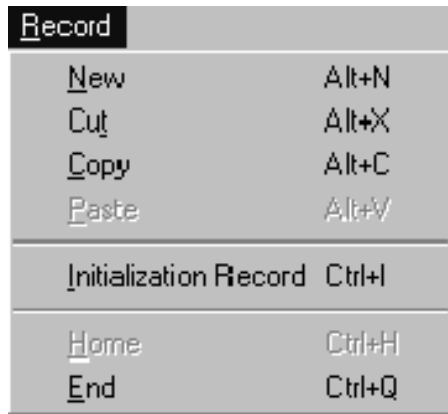 Record
New Alt+N
Cut Alt+X
Copy Alt+C
Paste Alt+V
Initialization Record Ctrl+I
Home Ctrl+H
End Ctrl+Q